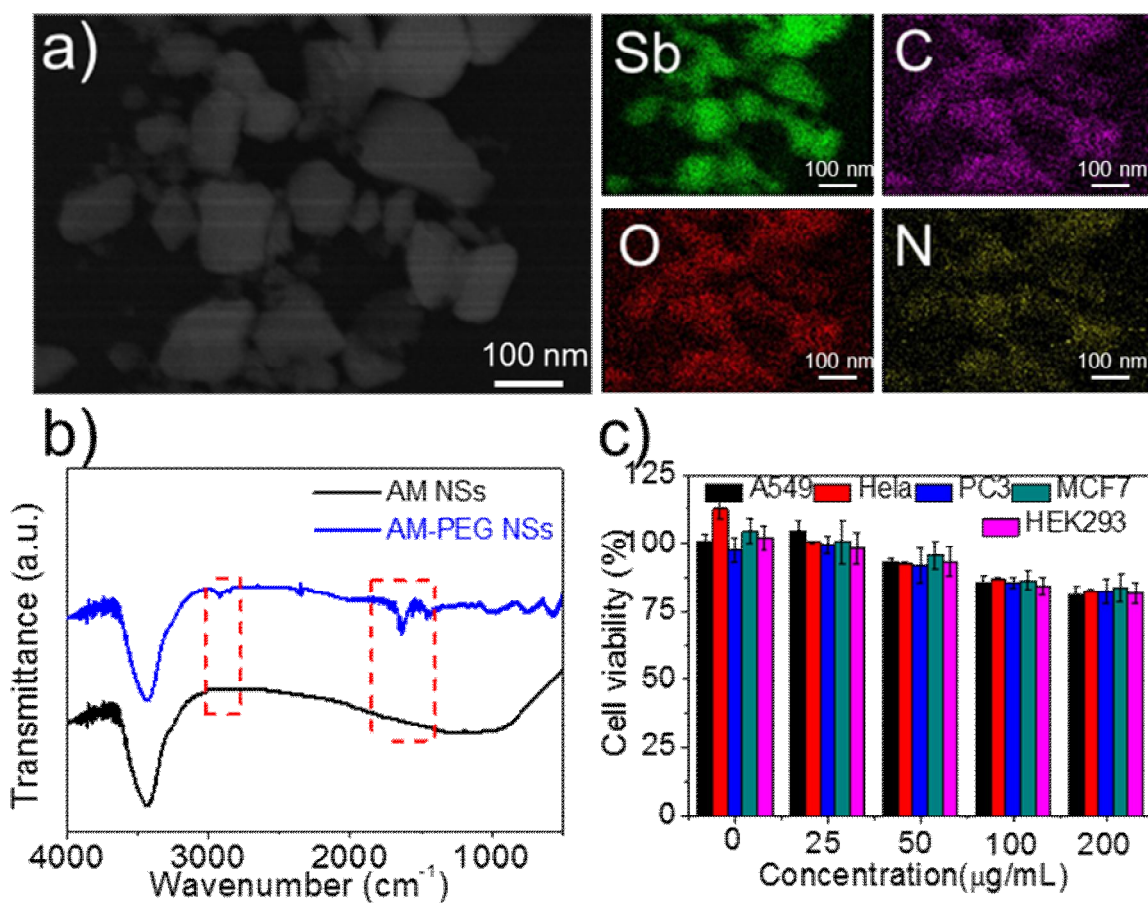 a)
100 nm
Sb
100 nm
C
100 nm
O
100 nm
N
100 nm
b)
AM NSs
AM-PEG NSs
Transmittance (a.u.)
4000 3000 2000 1000
Wavenumber (cm-1)
c)
125
100
75
50
25
0
Cell viability (%)
A549 Hela PC3 MCF7
HEK293
0 25 50 100 200
Concentration(μg/mL)